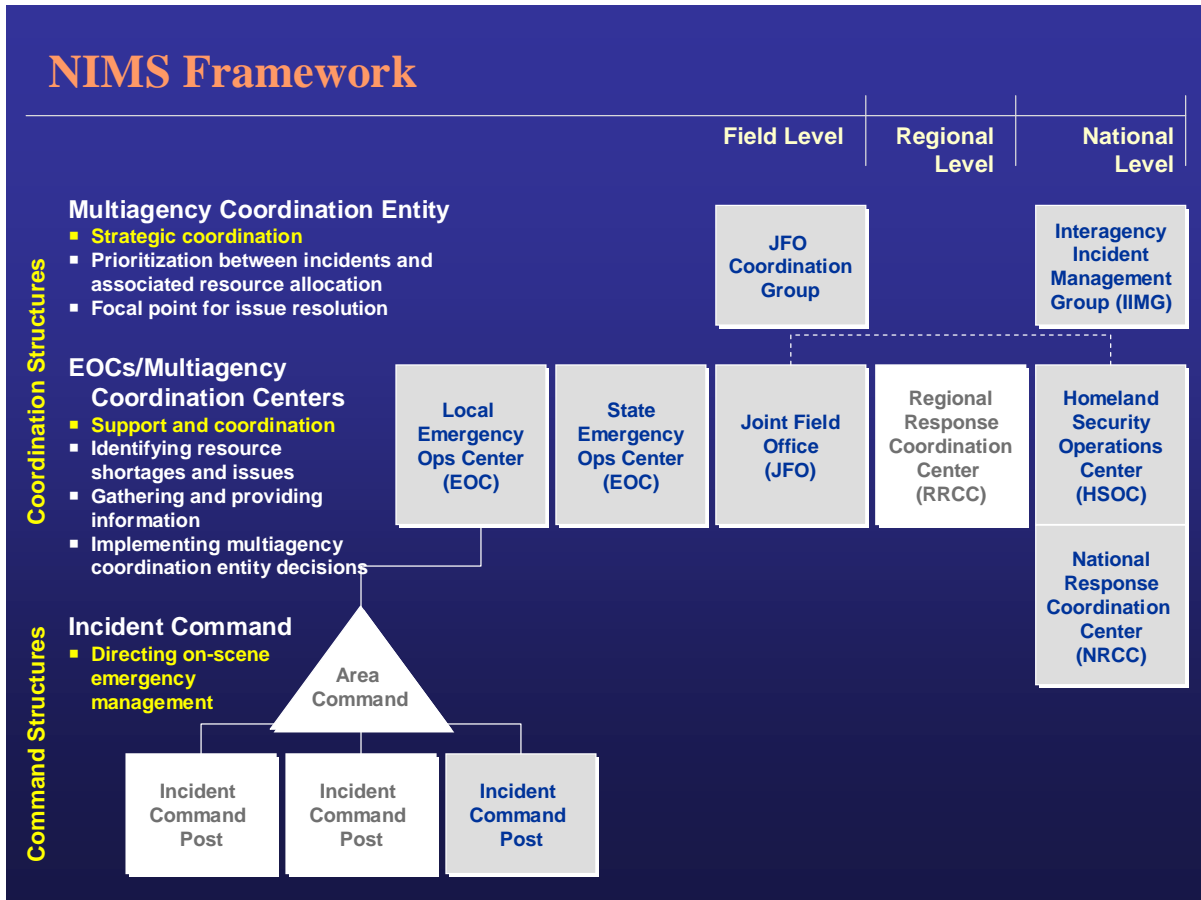 NIMS Framework
Field Level
Regional
Level
National
Level
Coordination Structures
Multiagency Coordination Entity
Strategic coordination
Prioritization between incidents and
associated resource allocation
Focal point for issue resolution
JFO
Coordination
Group
Interagency
Incident
Management
Group (IIMG)
EOCs/Multiagency
Coordination Centers
Support and coordination
Identifying resource
shortages and issues
Gathering and providing
information
Implementing multiagency
coordination entity decisions
Local
Emergency
Ops Center
(EOC)
State
Emergency
Ops Center
(EOC)
Joint Field
Office
(JFO)
Regional
Response
Coordination
Center
(RRCC)
Homeland
Security
Operations
Center
(HSOC)
National
Response
Coordination
Center
(NRCC)
Command Structures
Incident Command
Directing on-scene
emergency
management
Area
Command
Incident
Command
Post
Incident
Command
Post
Incident
Command
Post